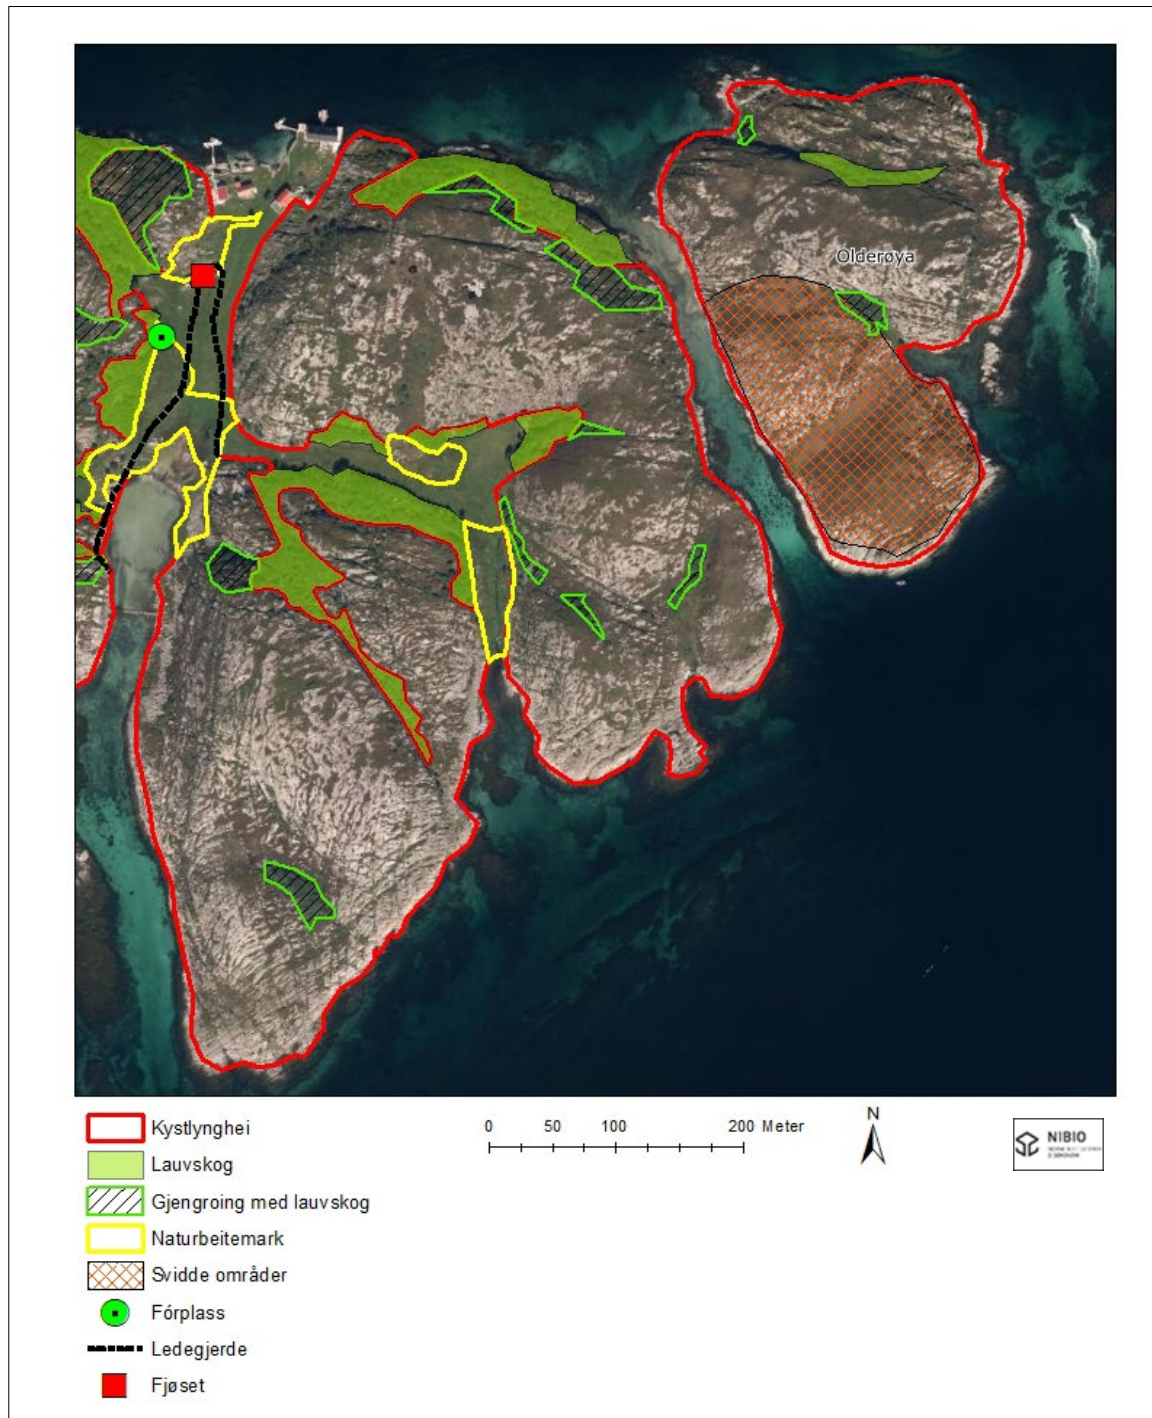 Olderøya
Kystlynghei
Lauvskog
Gjengroing med lauvskog
Naturbeitemark
Svidde områder
Fórplass
Ledegjerde
Fjøset
0 50 100 200 Meter
N
NIBIO